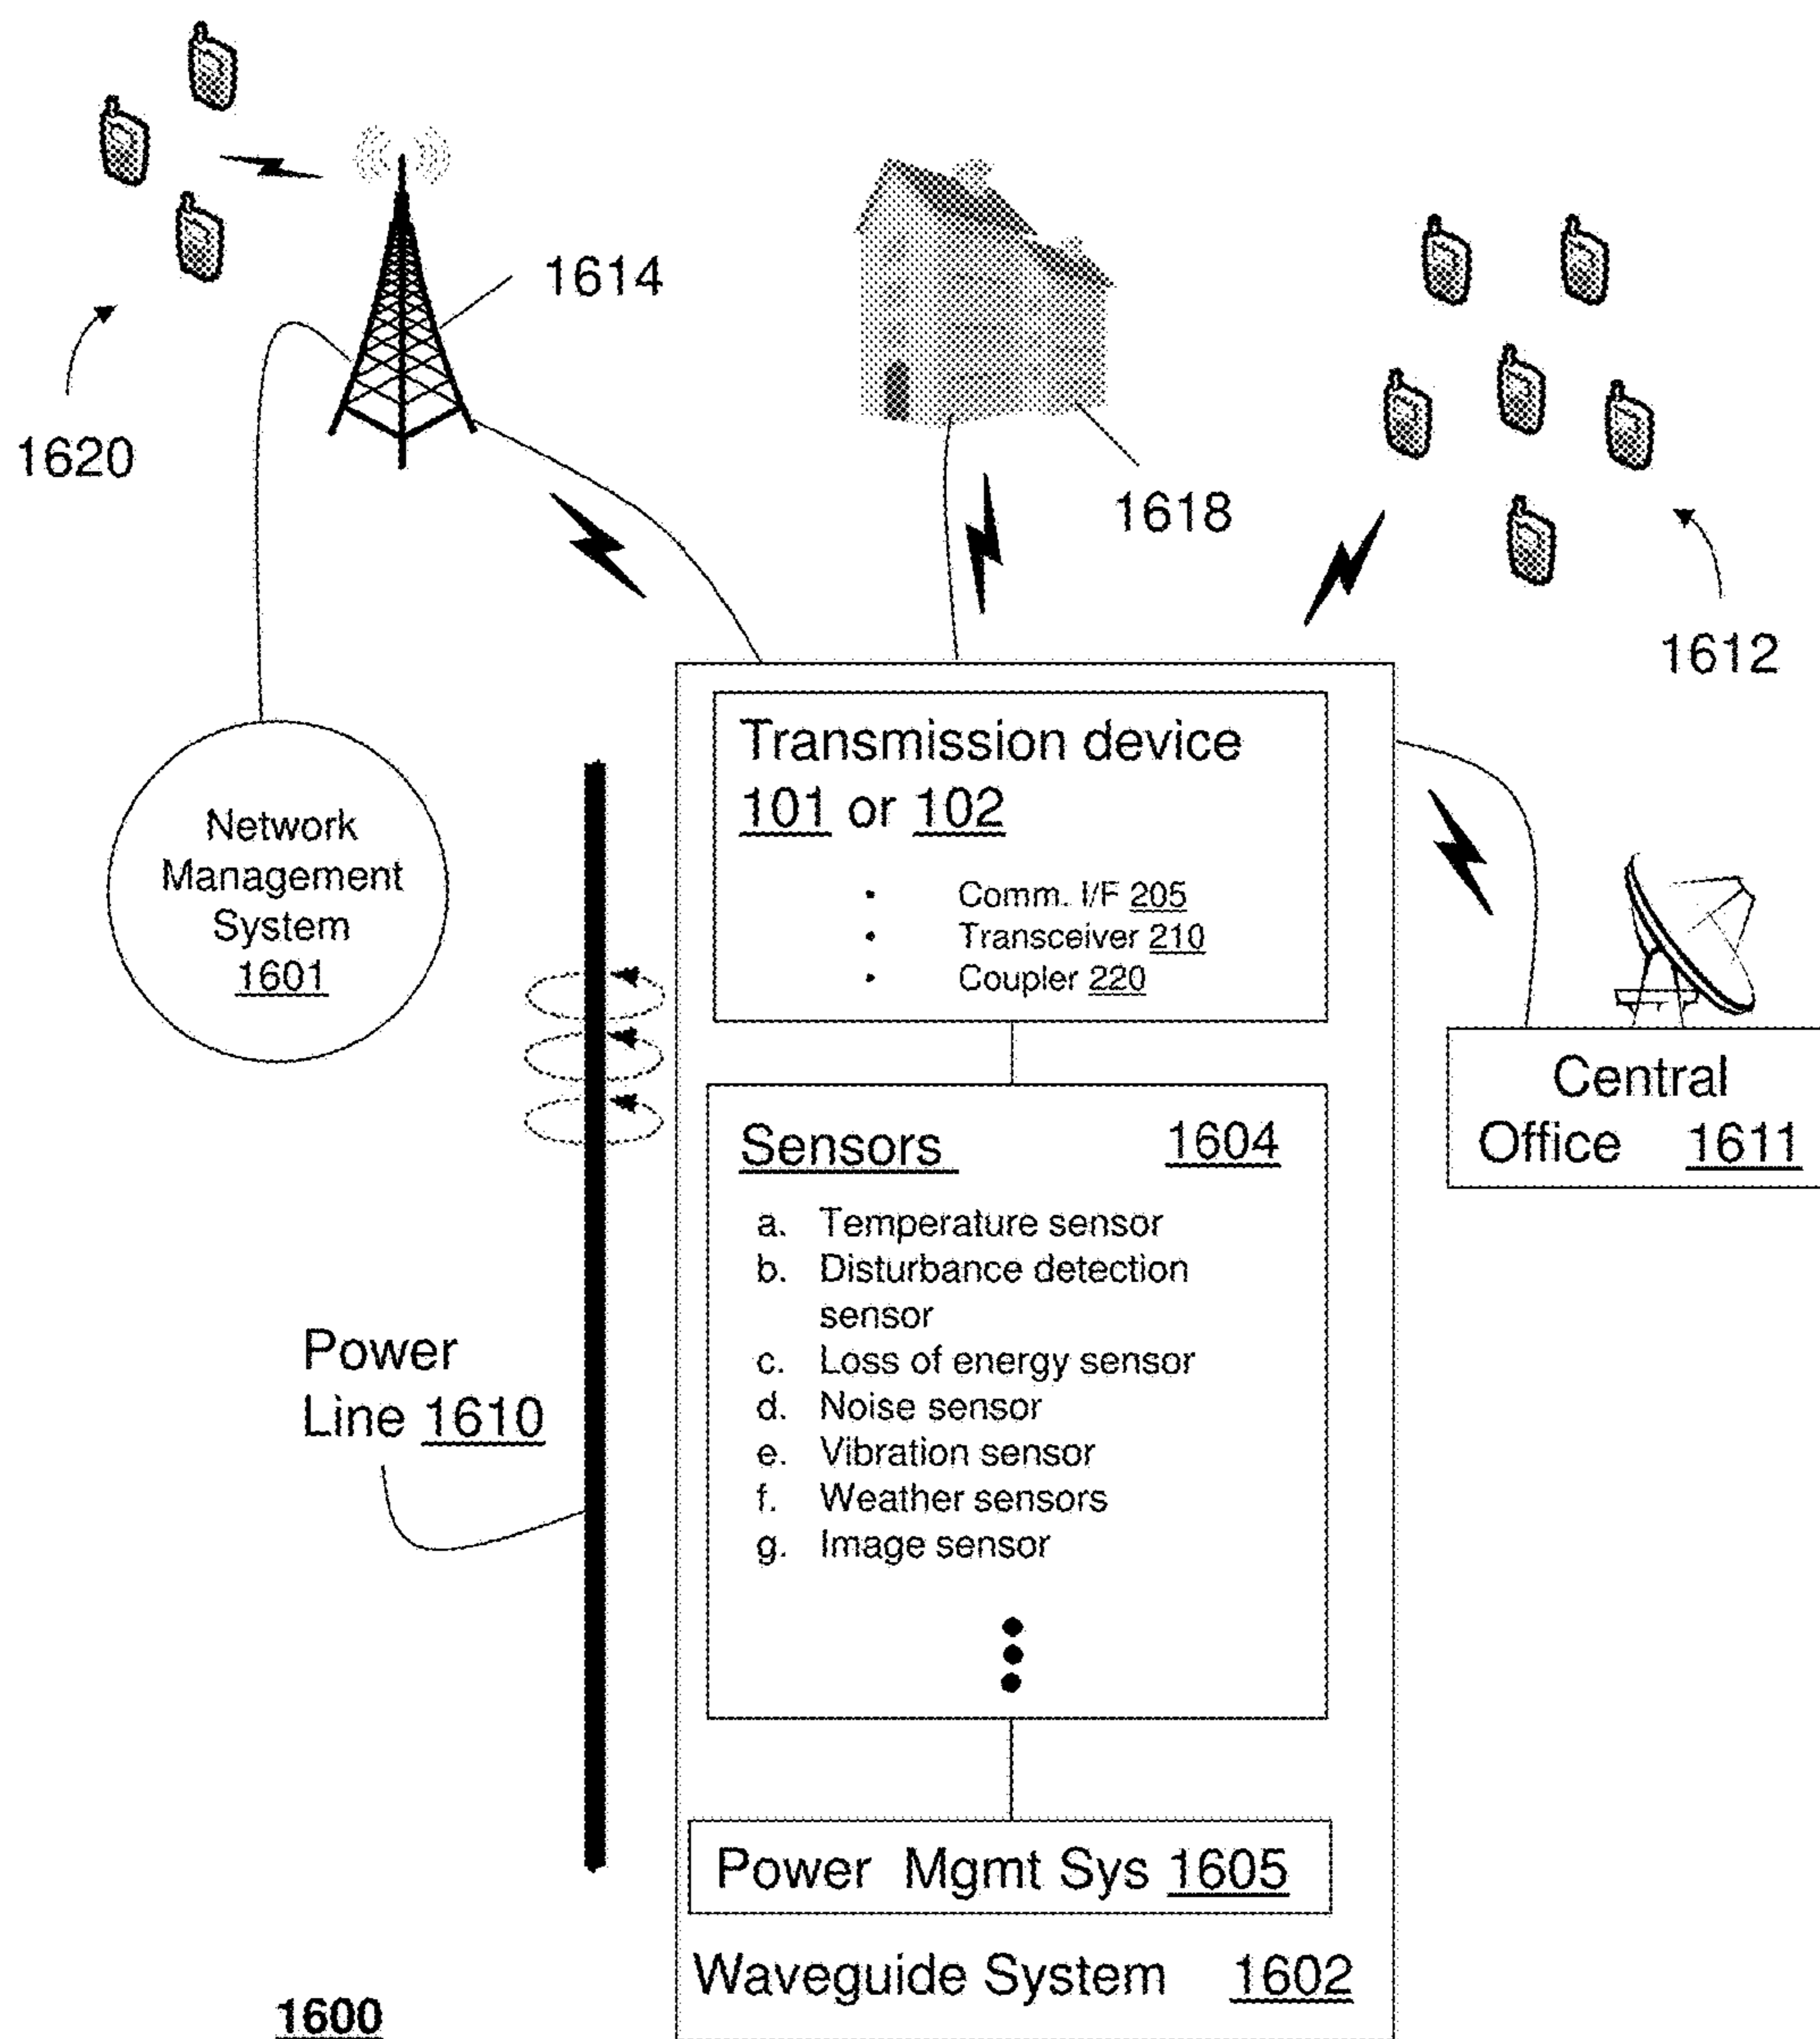 1614
1620
1618
1612
Network
Management
System
1601
Transmission device
101 or 102
• Comm. I/F 205
• Transceiver 210
• Coupler 220
Central
Office 1611
Sensors 1604
a. Temperature sensor
b. Disturbance detection
sensor
c. Loss of energy sensor
d. Noise sensor
e. Vibration sensor
f. Weather sensors
g. Image sensor
Power
Line 1610
Power Mgmt Sys 1605
Waveguide System 1602
1600